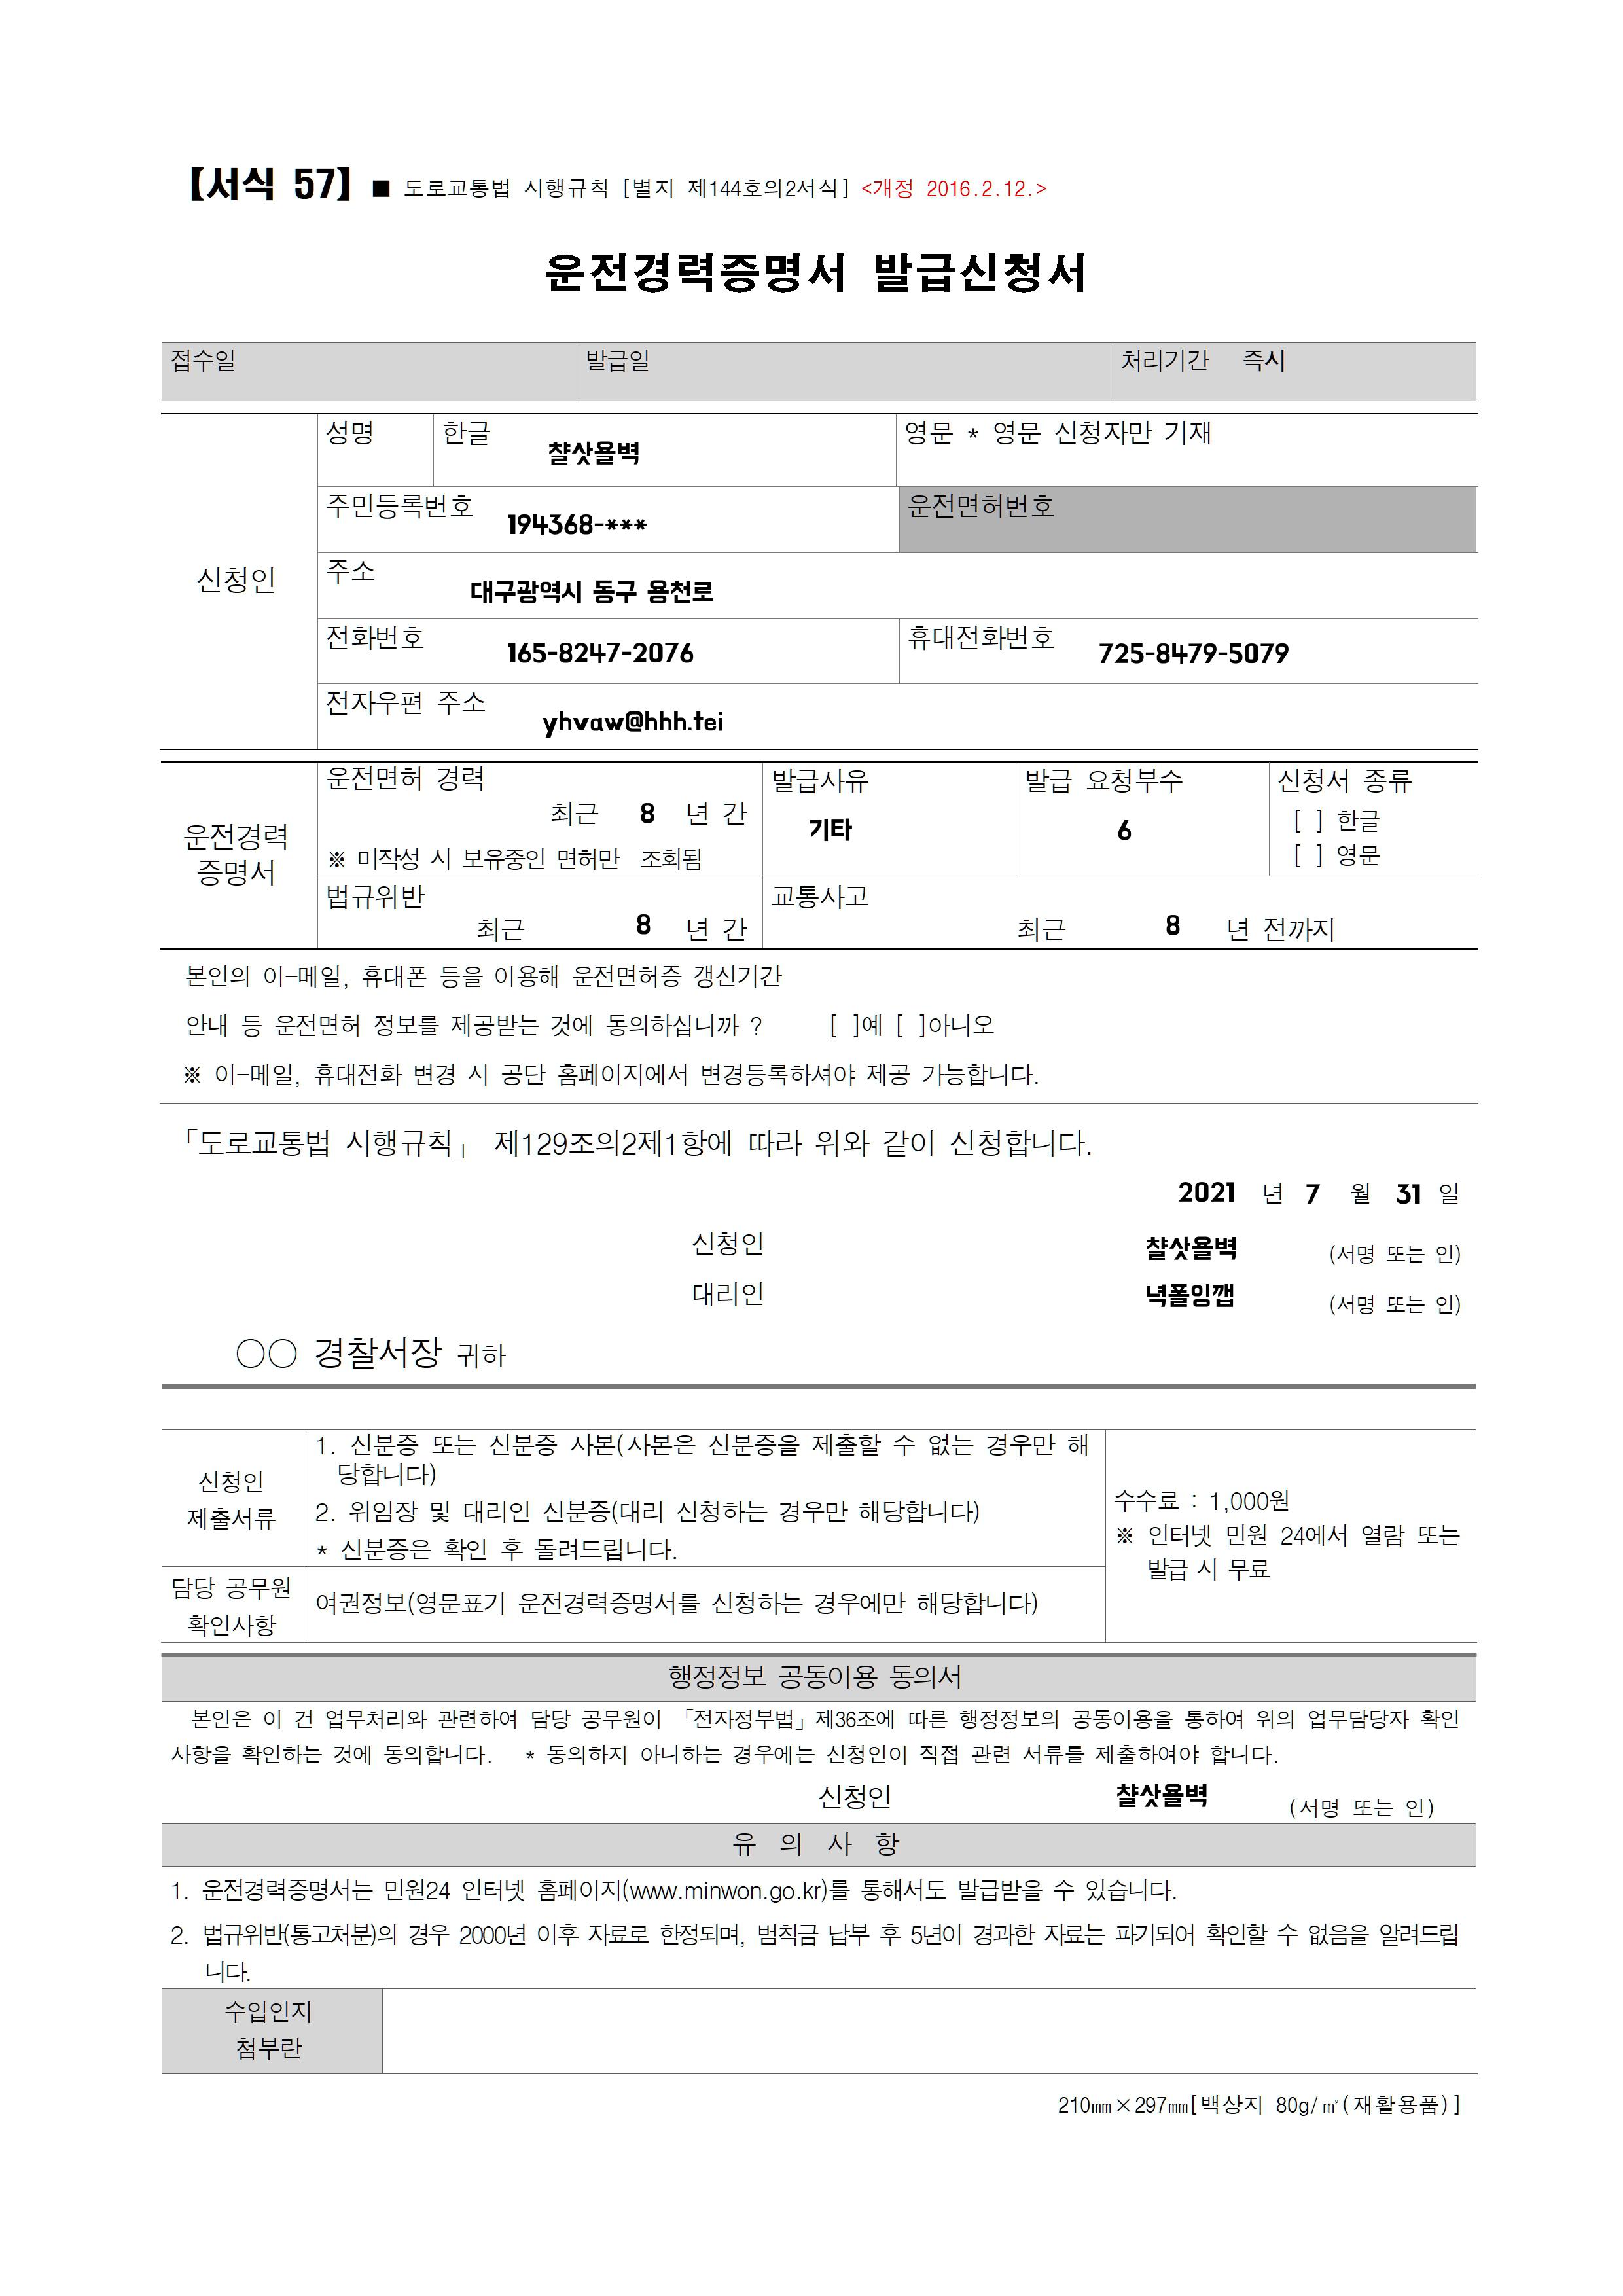 【서식 57】 ■ 도로교통법 시행규칙 [별지 제144호의2서식] <개정 2016.2.12.>
운전경력증명서 발급신청서
접수일 발급일 처리기간 즉시
신청인
성명 한글 챨삿욜벽 영문 * 영문 신청자만 기재
주민등록번호 194368-*** 운전면허번호
주소 대구광역시 동구 용천로
전화번호 165-8247-2076 휴대전화번호 725-8479-5079
전자우편 주소 yhvaw@hhh.tei
운전경력
증명서
운전면허 경력 발급사유 발급 요청부수 신청서 종류
최근 8 년 간 기타 6 [ ] 한글
※ 미작성 시 보유중인 면허만 조회됨 [ ] 영문
법규위반 교통사고
최근 8 년 간 최근 8 년 전까지
본인의 이-메일, 휴대폰 등을 이용해 운전면허증 갱신기간
안내 등 운전면허 정보를 제공받는 것에 동의하십니까 ? [ ]예 [ ]아니오
※ 이-메일, 휴대전화 변경 시 공단 홈페이지에서 변경등록하셔야 제공 가능합니다.
「도로교통법 시행규칙」 제129조의2제1항에 따라 위와 같이 신청합니다.
2021 년 7 월 31 일
신청인 챨삿욜벽 (서명 또는 인)
대리인 녁폴잉깹 (서명 또는 인)
○○ 경찰서장 귀하
신청인
제출서류
1. 신분증 또는 신분증 사본(사본은 신분증을 제출할 수 없는 경우만 해
당합니다)
2. 위임장 및 대리인 신분증(대리 신청하는 경우만 해당합니다)
* 신분증은 확인 후 돌려드립니다.
수수료 : 1,000원
※ 인터넷 민원 24에서 열람 또는
발급 시 무료
담당 공무원
확인사항
여권정보(영문표기 운전경력증명서를 신청하는 경우에만 해당합니다)
행정정보 공동이용 동의서
본인은 이 건 업무처리와 관련하여 담당 공무원이 「전자정부법」제36조에 따른 행정정보의 공동이용을 통하여 위의 업무담당자 확인
사항을 확인하는 것에 동의합니다. * 동의하지 아니하는 경우에는 신청인이 직접 관련 서류를 제출하여야 합니다.
신청인 챨삿욜벽 (서명 또는 인)
유 의 사 항
1. 운전경력증명서는 민원24 인터넷 홈페이지(www.minwon.go.kr)를 통해서도 발급받을 수 있습니다.
2. 법규위반(통고처분)의 경우 2000년 이후 자료로 한정되며, 범칙금 납부 후 5년이 경과한 자료는 파기되어 확인할 수 없음을 알려드립
니다.
수입인지
첨부란
210㎜×297㎜[백상지 80g/㎡(재활용품)]